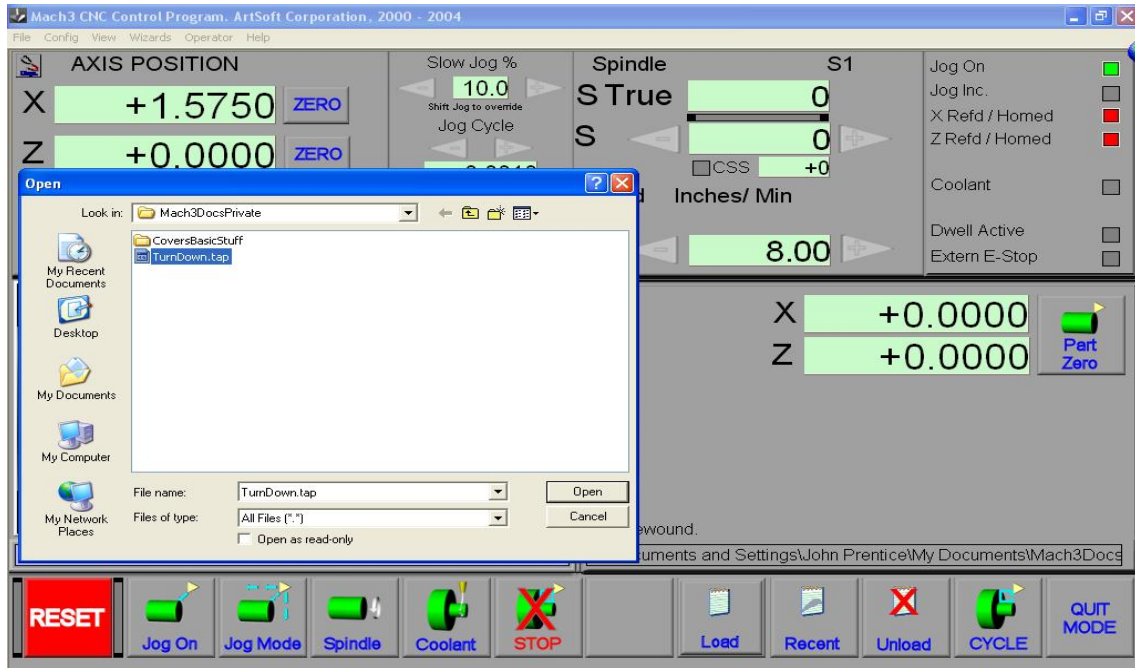 Mach3 CNC Control Program. ArtSoft Corporation, 2000 - 2004
File Config View Wizards Operator Help
AXIS POSITION
X +1.5750 ZERO
Z +0.0000 ZERO
Slow Jog %
10.0
Shift Jog to override
Jog Cycle
Spindle S1
S True 0
S 0
CSS +0
Inches/ Min
8.00
Jog On
Jog Inc.
X Refd / Homed
Z Refd / Homed
Coolant
Dwell Active
Extern E-Stop
Open
Look in: Mach3DocsPrivate
CoversBasicStuff
TurnDown.tap
My Recent
Documents
Desktop
My Documents
My Computer
My Network
Places
File name: TurnDown.tap Open
Files of type: All Files (*.*) Cancel
Open as read-only
X +0.0000
Z +0.0000
Part
Zero
ewound.
uments and Settings\John Prentice\My Documents\Mach3Docs
RESET
Jog On
Jog Mode
Spindle
Coolant
STOP
Load
Recent
Unload
CYCLE
QUIT
MODE